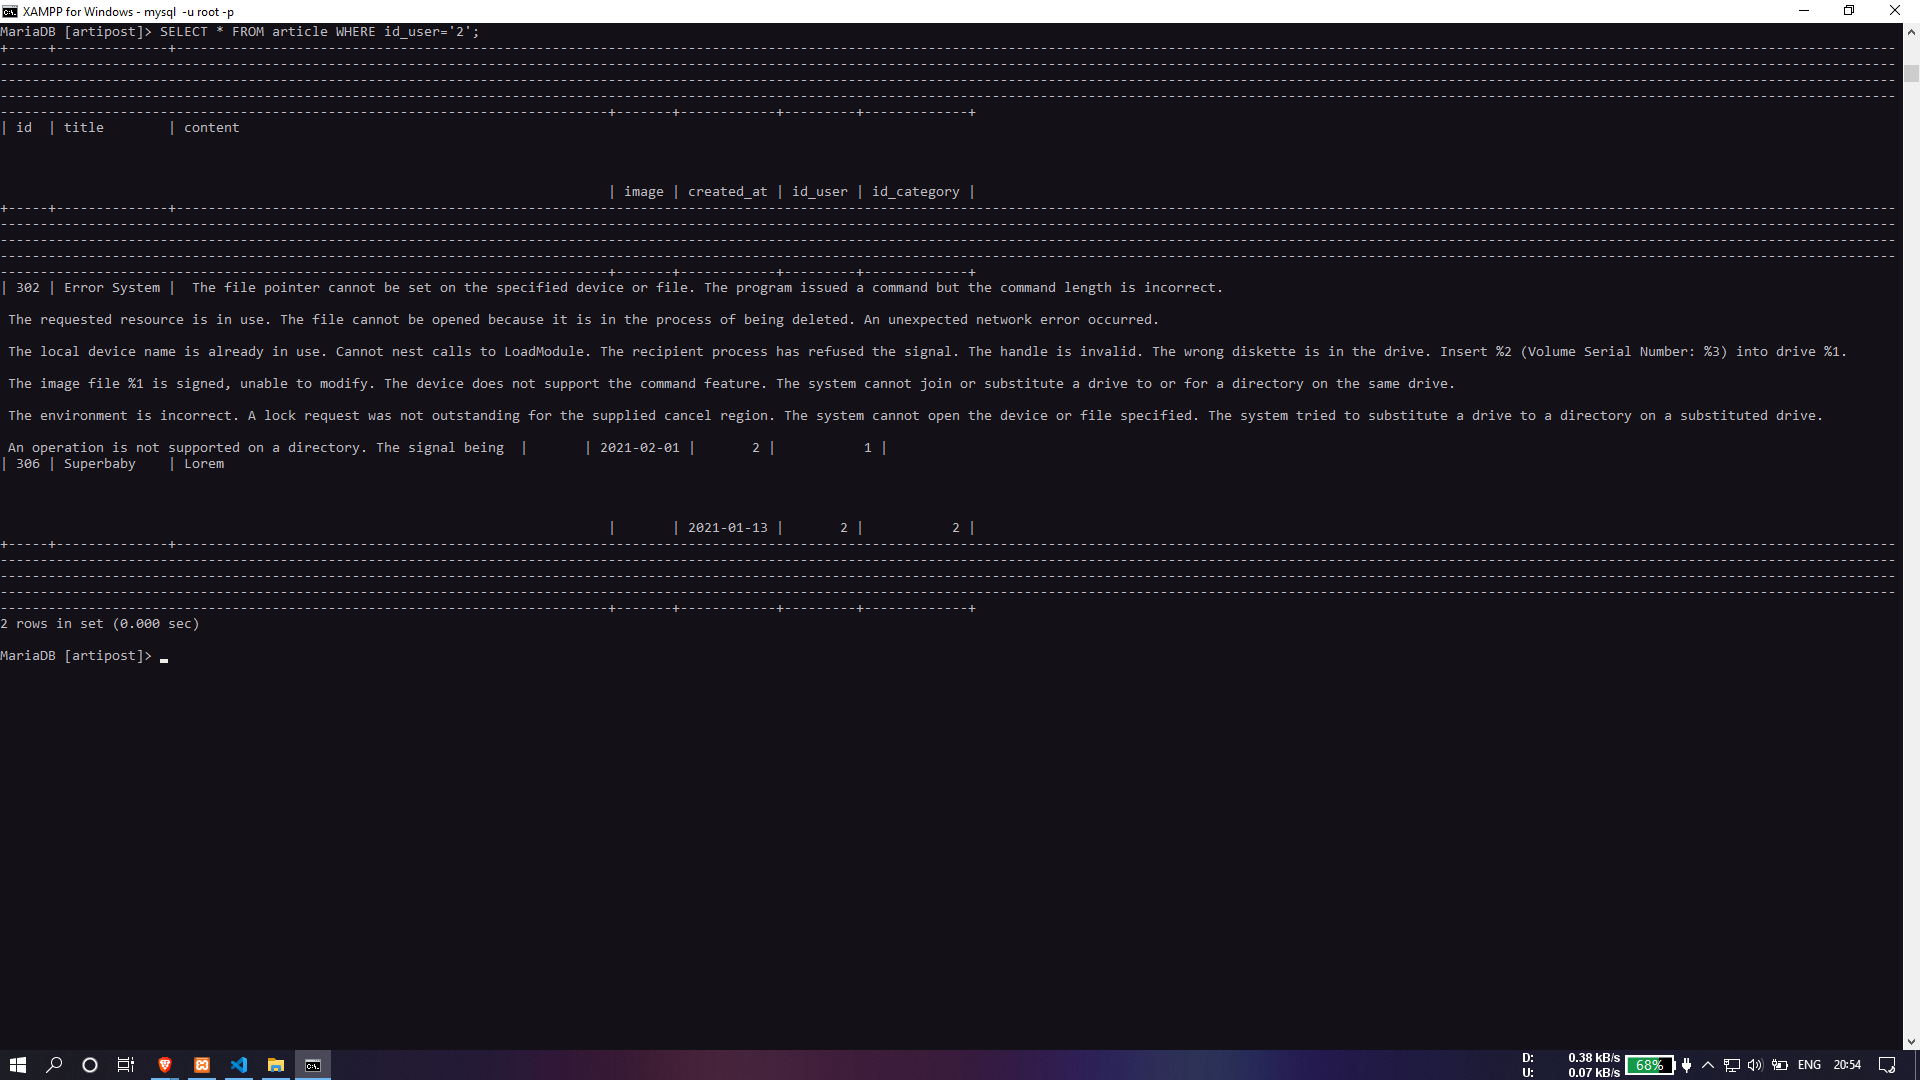 XAMPP for Windows - mysql -u root -p
MariaDB [artipost]> SELECT * FROM article WHERE id_user='2';
| id | title | content
| image | created_at | id_user | id_category |
| 302 | Error System | The file pointer cannot be set on the specified device or file. The program issued a command but the command length is incorrect.
The requested resource is in use. The file cannot be opened because it is in the process of being deleted. An unexpected network error occurred.
The local device name is already in use. Cannot nest calls to LoadModule. The recipient process has refused the signal. The handle is invalid. The wrong diskette is in the drive. Insert %2 (Volume Serial Number: %3) into drive %1.
The image file %1 is signed, unable to modify. The device does not support the command feature. The system cannot join or substitute a drive to or for a directory on the same drive.
The environment is incorrect. A lock request was not outstanding for the supplied cancel region. The system cannot open the device or file specified. The system tried to substitute a drive to a directory on a substituted drive.
An operation is not supported on a directory. The signal being | | 2021-02-01 | 2 | 1 |
| 306 | Superbaby | Lorem
| | 2021-01-13 | 2 | 2 |
2 rows in set (0.000 sec)
MariaDB [artipost]>
D: 0.38 kB/s
U: 0.07 kB/s
68%
ENG
20:54